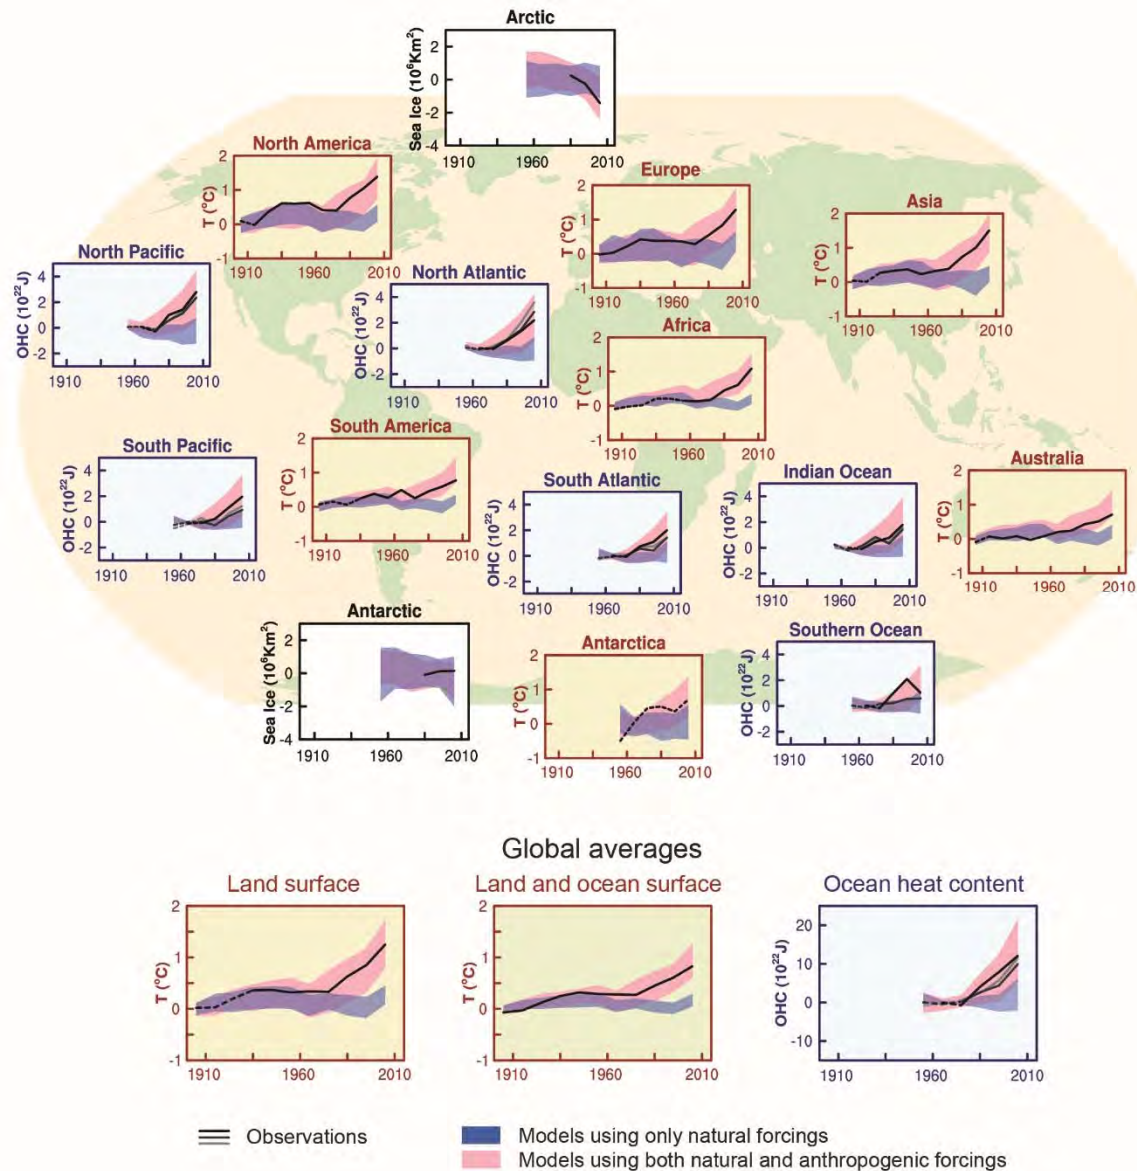 Arctic
Sea Ice (10⁶Km²)
2
0
-2
-4
1910 1960 2010
North America
T (°C)
2
1
0
-1
1910 1960 2010
Europe
T (°C)
2
1
0
-1
1910 1960 2010
Asia
T (°C)
2
1
0
-1
1910 1960 2010
North Pacific
OHC (10²²J)
4
2
0
-2
1910 1960 2010
North Atlantic
OHC (10²²J)
4
2
0
-2
1910 1960 2010
Africa
T (°C)
2
1
0
-1
1910 1960 2010
South Pacific
OHC (10²²J)
4
2
0
-2
1910 1960 2010
South America
T (°C)
2
1
0
-1
1910 1960 2010
South Atlantic
OHC (10²²J)
4
2
0
-2
1910 1960 2010
Indian Ocean
OHC (10²²J)
4
2
0
-2
1910 1960 2010
Australia
T (°C)
2
1
0
-1
1910 1960 2010
Antarctic
Sea Ice (10⁶Km²)
2
0
-2
-4
1910 1960 2010
Antarctica
T (°C)
2
1
0
-1
1910 1960 2010
Southern Ocean
OHC (10²²J)
4
2
0
-2
1910 1960 2010
Global averages
Land surface
T (°C)
2
1
0
-1
1910 1960 2010
Land and ocean surface
T (°C)
2
1
0
-1
1910 1960 2010
Ocean heat content
OHC (10²²J)
20
10
0
-10
1910 1960 2010
Observations
Models using only natural forcings
Models using both natural and anthropogenic forcings